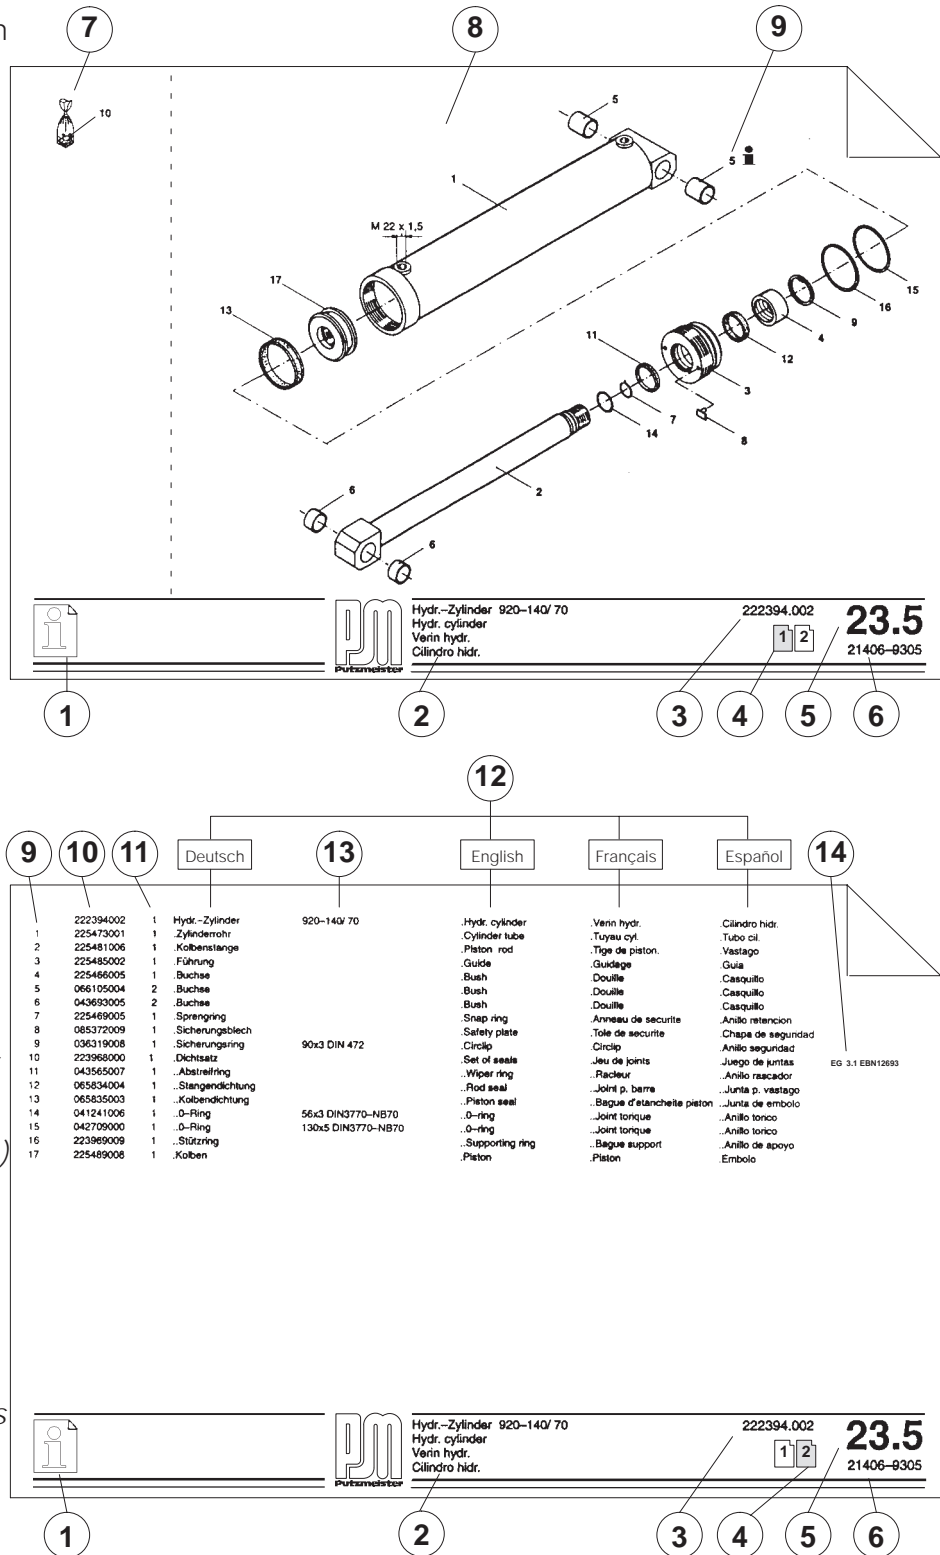 n
7 8 9
10
5
5
1
M 22 x 1,5
17
13
15
16
9
4
12
11
3
7
14
8
2
6
6
PM
Putzmeister
Hydr.-Zylinder 920-140/ 70
Hydr. cylinder
Verin hydr.
Cilindro hidr.
222394.002
1 2
23.5
21406-9305
1 2 3 4 5 6
12
9 10 11 Deutsch 13 English Français Español 14
222394002 1 Hydr.-Zylinder 920-140/ 70 .Hydr. cylinder .Verin hydr. .Cilindro hidr.
1 225473001 1 .Zylinderrohr .Cylinder tube .Tuyau cyl. .Tubo cil.
2 225481006 1 .Kolbenstange .Piston rod .Tige de piston. .Vastago
3 225485002 1 .Führung .Guide .Guidage .Guia
4 225466005 1 .Buchse .Bush .Douille .Casquillo
5 066105004 2 .Buchse .Bush .Douille .Casquillo
6 043693005 2 .Buchse .Bush .Douille .Casquillo
7 225469005 1 .Sprengring .Snap ring .Anneau de securite .Anillo retencion
8 085372009 1 .Sicherungsblech .Safety plate .Tole de securite .Chapa de seguridad
9 036319008 1 .Sicherungsring 90x3 DIN 472 .Circlip .Circlip .Anillo seguridad
10 223968000 1 .Dichtsatz .Set of seals .Jeu de joints .Juego de juntas EG 3.1 EBN12693
11 043565007 1 ..Abstreifring ..Wiper ring ..Racleur ..Anillo rascador
12 065834004 1 ..Stangendichtung ..Rod seal ..Joint p. barre ..Junta p. vastago
13 065835003 1 ..Kolbendichtung ..Piston seal ..Bague d'etancheite piston ..Junta de embolo
14 041241006 1 ..0-Ring 56x3 DIN3770-NB70 ..0-ring ..Joint torique ..Anillo torico
15 042709000 1 ..0-Ring 130x5 DIN3770-NB70 ..0-ring ..Joint torique ..Anillo torico
16 223969009 1 ..Stützring ..Supporting ring ..Bague support ..Anillo de apoyo
17 225489008 1 .Kolben .Piston .Piston .Embolo
)
s
PM
Putzmeister
Hydr.-Zylinder 920-140/ 70
Hydr. cylinder
Verin hydr.
Cilindro hidr.
222394.002
1 2
23.5
21406-9305
1 2 3 4 5 6